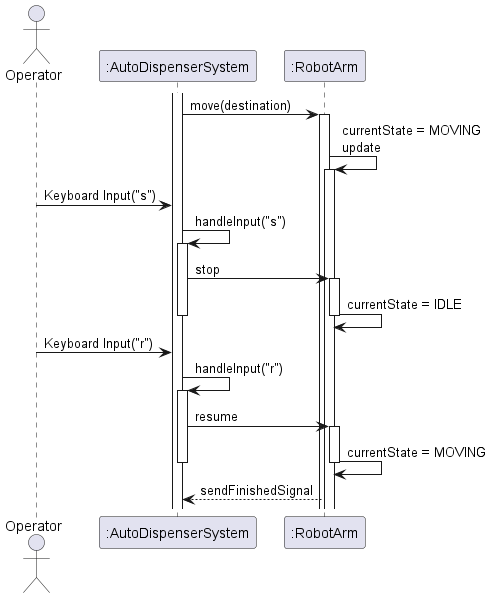 Operator
:AutoDispenserSystem
:RobotArm
move(destination)
currentState = MOVING
update
Keyboard Input("s")
handleInput("s")
stop
currentState = IDLE
Keyboard Input("r")
handleInput("r")
resume
currentState = MOVING
sendFinishedSignal
Operator
:AutoDispenserSystem
:RobotArm